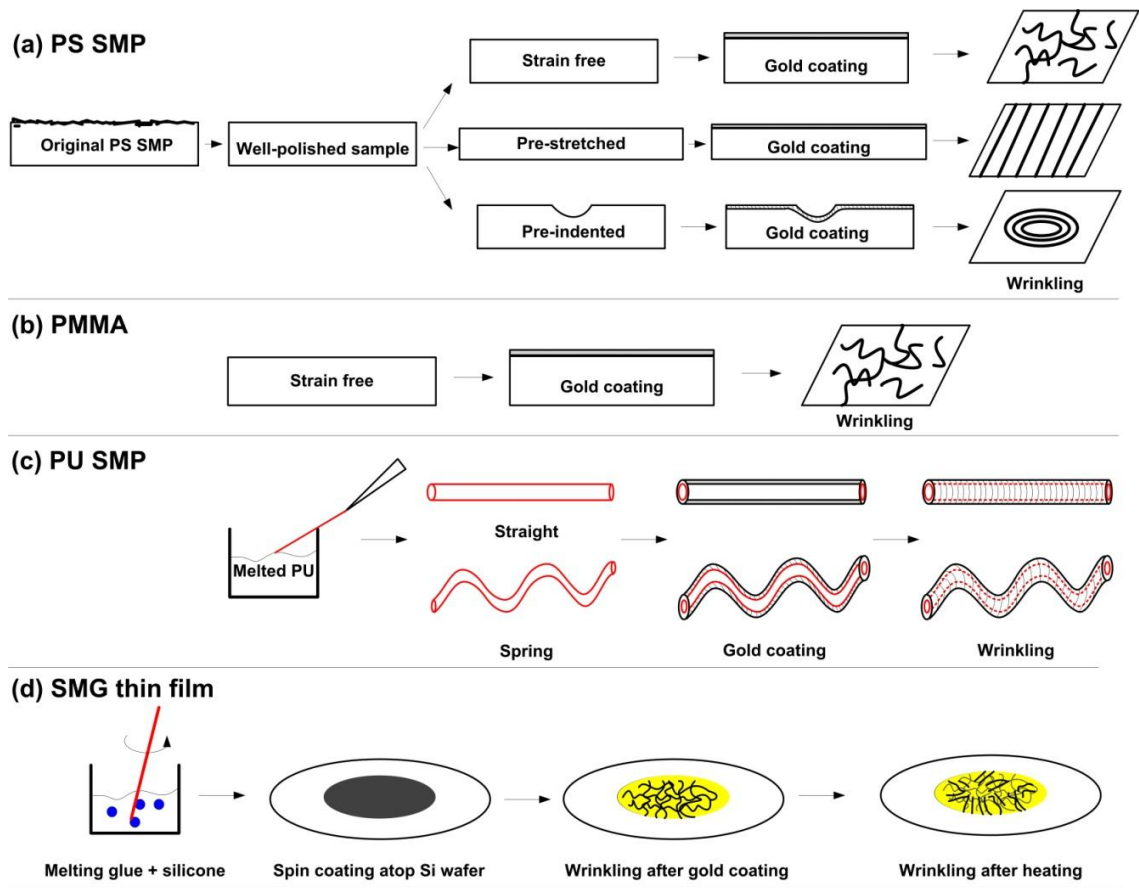 (a) PS SMP
Strain free
Gold coating
Original PS SMP
Well-polished sample
Pre-stretched
Gold coating
Pre-indented
Gold coating
Wrinkling
(b) PMMA
Strain free
Gold coating
Wrinkling
(c) PU SMP
Melted PU
Straight
Spring
Gold coating
Wrinkling
(d) SMG thin film
Melting glue + silicone
Spin coating atop Si wafer
Wrinkling after gold coating
Wrinkling after heating